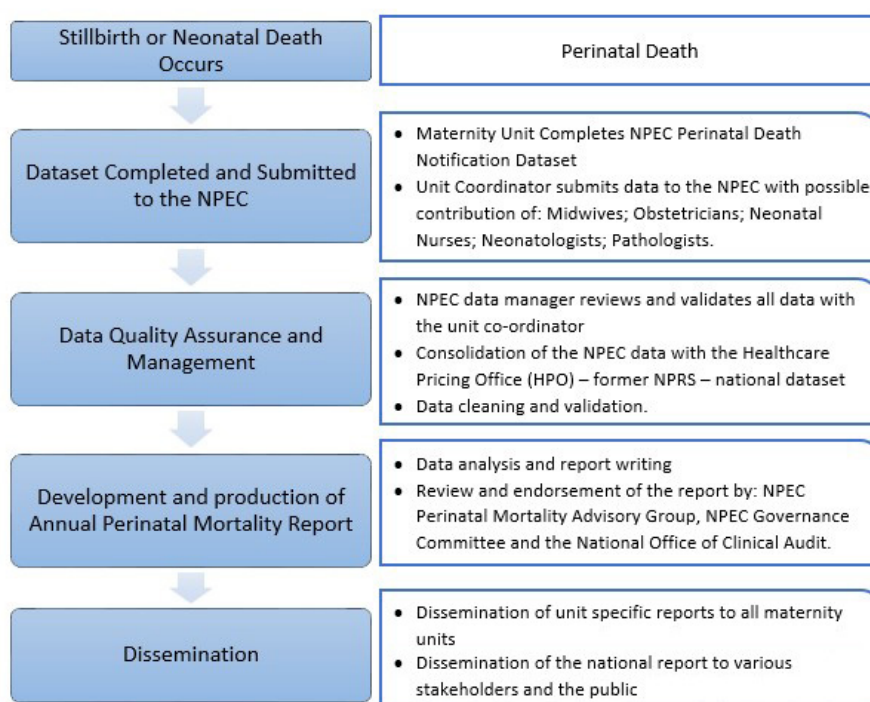 Stillbirth or Neonatal Death
Occurs
Perinatal Death
Dataset Completed and Submitted
to the NPEC
• Maternity Unit Completes NPEC Perinatal Death
Notification Dataset
• Unit Coordinator submits data to the NPEC with possible
contribution of: Midwives; Obstetricians; Neonatal
Nurses; Neonatologists; Pathologists.
Data Quality Assurance and
Management
• NPEC data manager reviews and validates all data with
the unit co-ordinator
• Consolidation of the NPEC data with the Healthcare
Pricing Office (HPO) – former NPRS – national dataset
• Data cleaning and validation.
Development and production of
Annual Perinatal Mortality Report
• Data analysis and report writing
• Review and endorsement of the report by: NPEC
Perinatal Mortality Advisory Group, NPEC Governance
Committee and the National Office of Clinical Audit.
Dissemination
• Dissemination of unit specific reports to all maternity
units
• Dissemination of the national report to various
stakeholders and the public